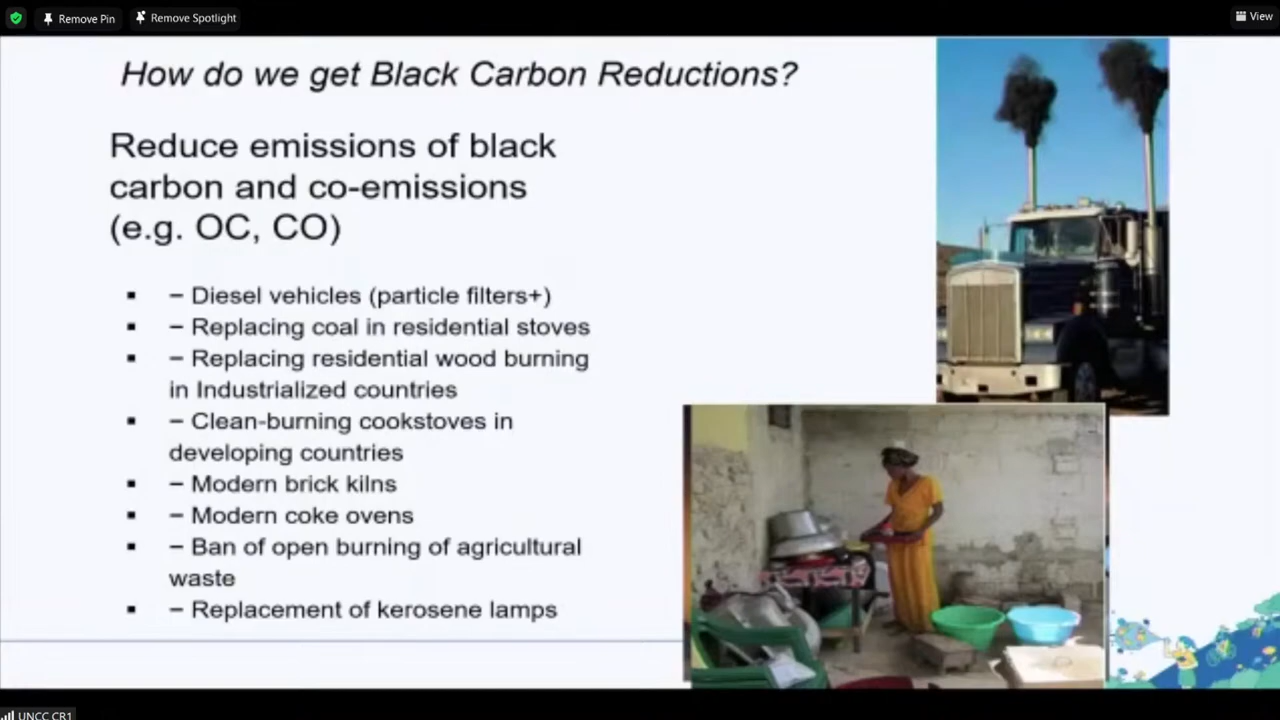 Remove Pin
Remove Spotlight
View
How do we get Black Carbon Reductions?
Reduce emissions of black
carbon and co-emissions
(e.g. OC, CO)
▪ – Diesel vehicles (particle filters+)
▪ – Replacing coal in residential stoves
▪ – Replacing residential wood burning
in Industrialized countries
▪ – Clean-burning cookstoves in
developing countries
▪ – Modern brick kilns
▪ – Modern coke ovens
▪ – Ban of open burning of agricultural
waste
▪ – Replacement of kerosene lamps
UNCC CR1